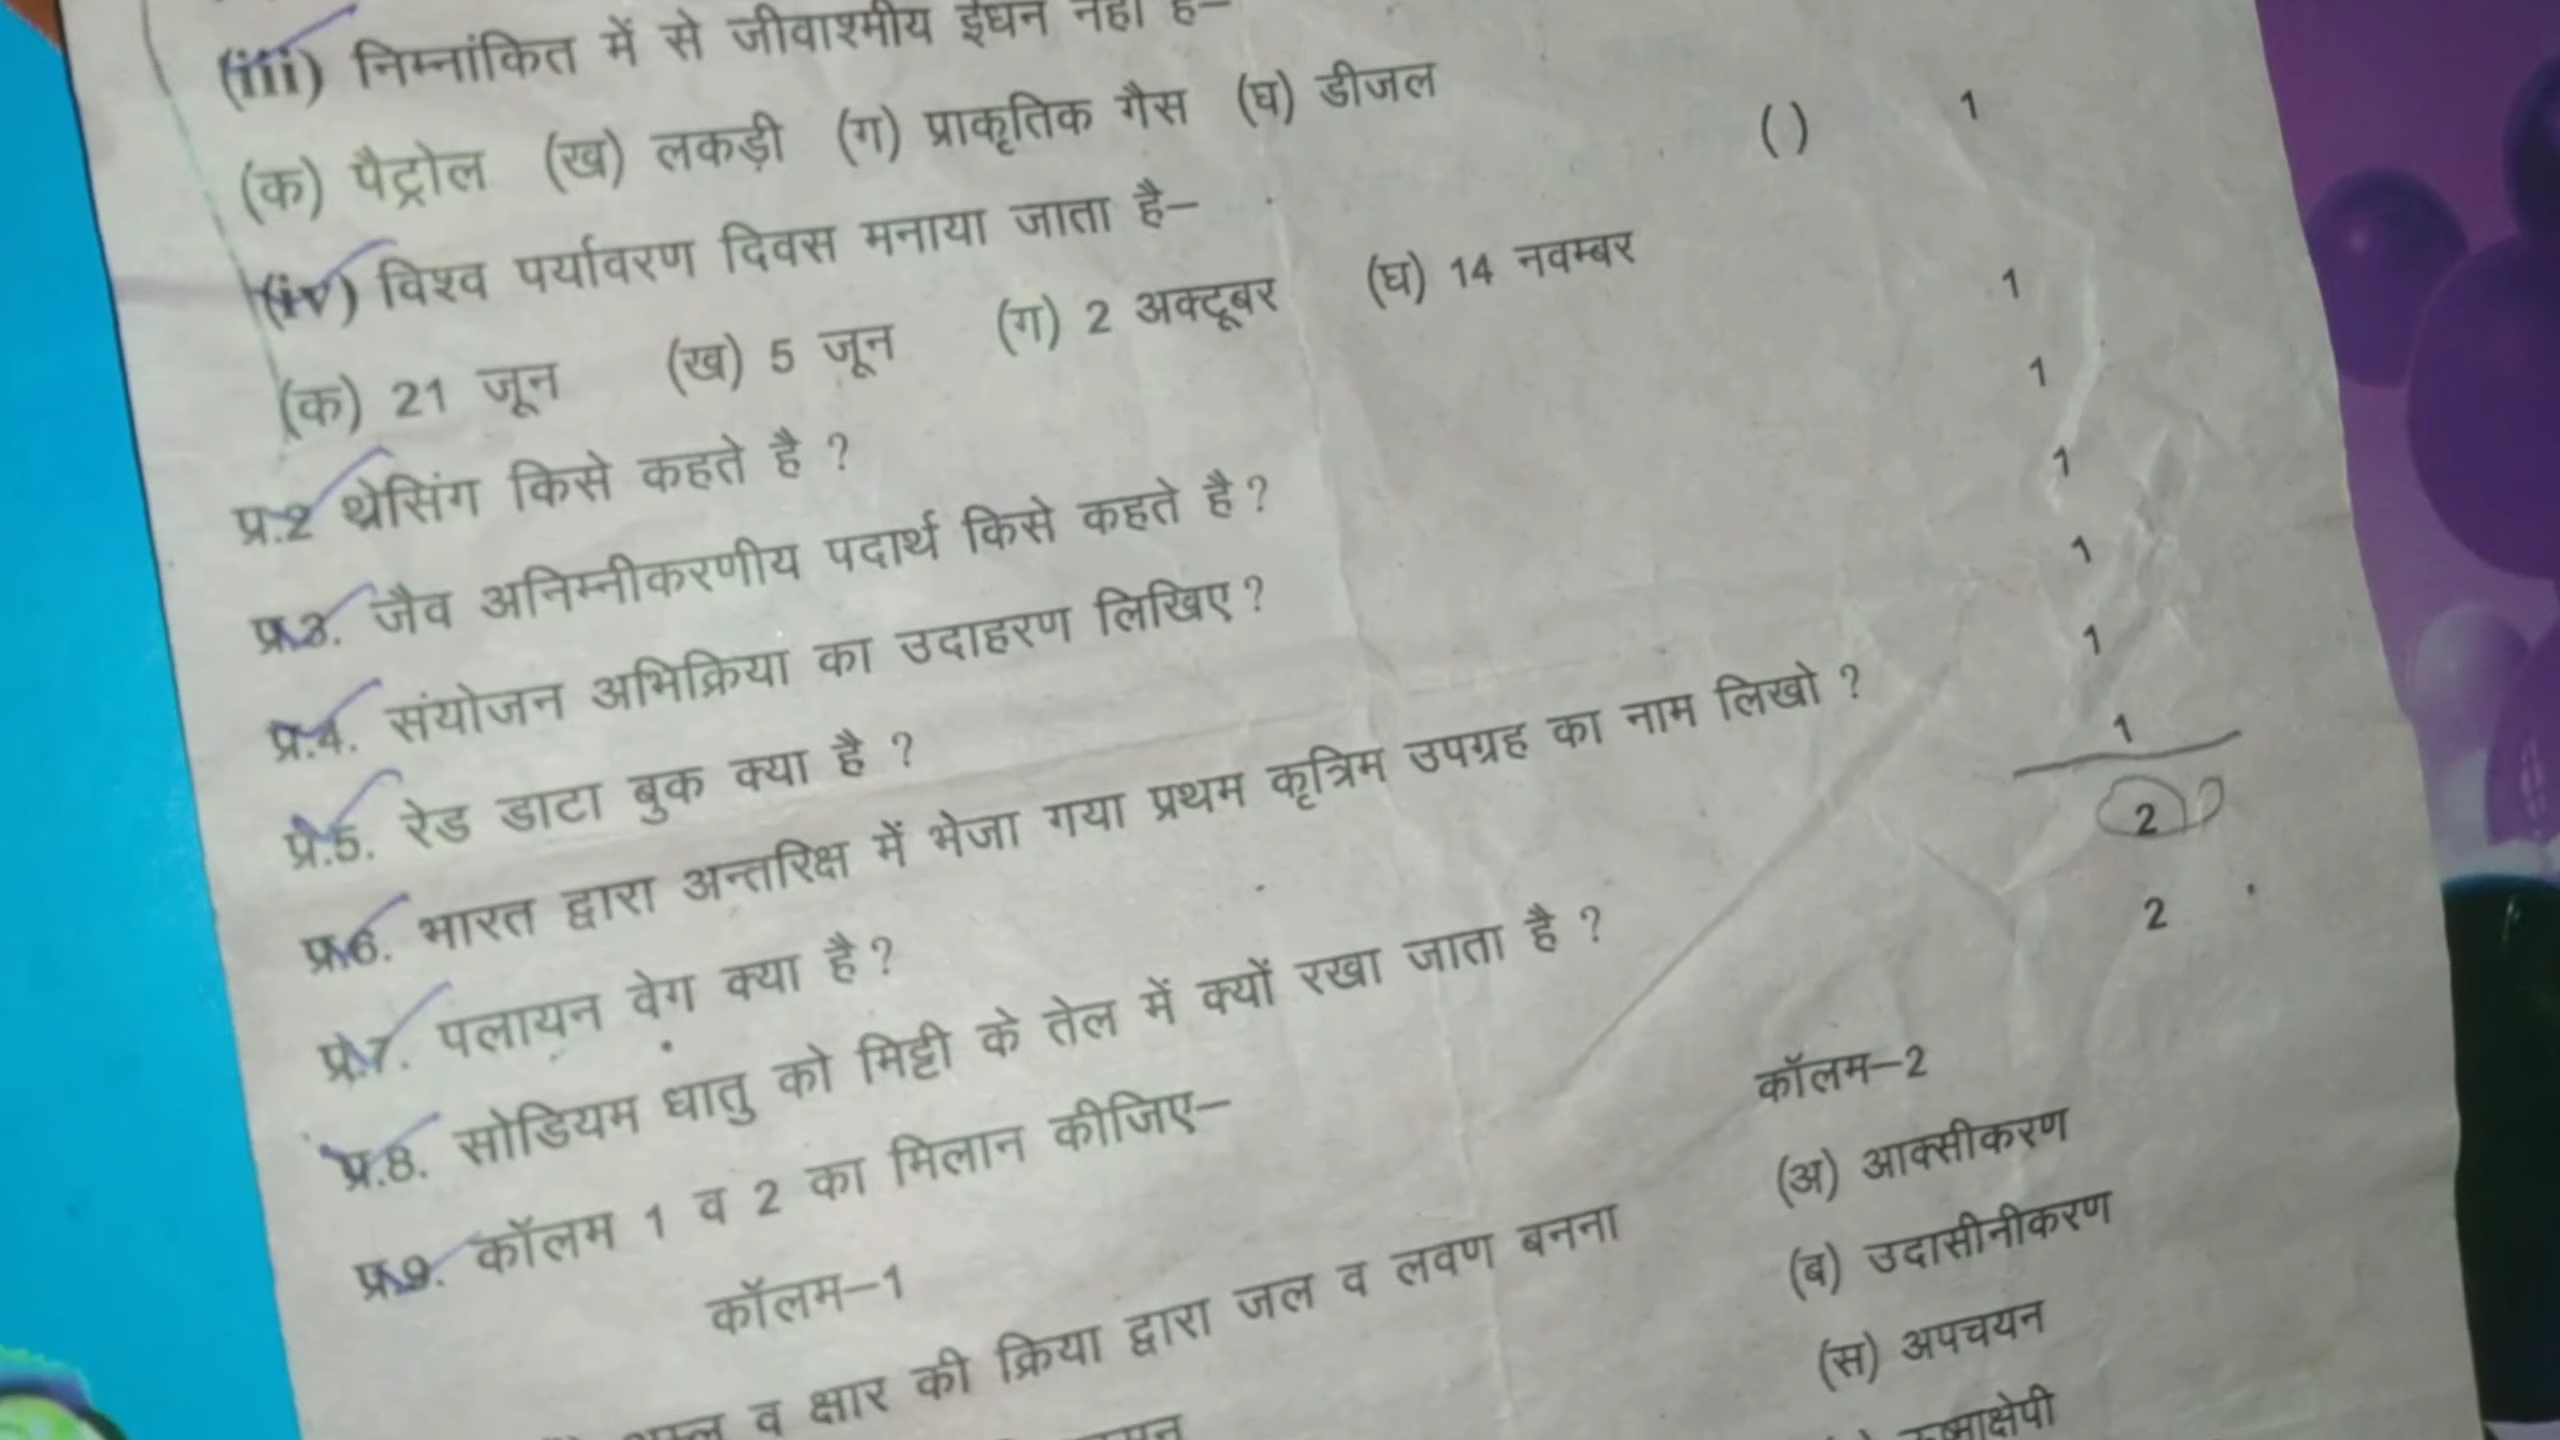 (iii) निम्नांकित में से जीवाश्मीय ईंधन नहीं है–
(क) पैट्रोल (ख) लकड़ी (ग) प्राकृतिक गैस (घ) डीजल () 1
(iv) विश्व पर्यावरण दिवस मनाया जाता है–
(क) 21 जून (ख) 5 जून (ग) 2 अक्टूबर (घ) 14 नवम्बर 1
प्र.2 थ्रेसिंग किसे कहते है ? 1
प्र.3. जैव अनिम्नीकरणीय पदार्थ किसे कहते है ? 1
प्र.4. संयोजन अभिक्रिया का उदाहरण लिखिए ? 1
प्र.5. रेड डाटा बुक क्या है ? 1
प्र.6. भारत द्वारा अन्तरिक्ष में भेजा गया प्रथम कृत्रिम उपग्रह का नाम लिखो ? 1
प्र.7. पलायन वेग क्या है ? 2
प्र.8. सोडियम धातु को मिट्टी के तेल में क्यों रखा जाता है ? 2
प्र.9. कॉलम 1 व 2 का मिलान कीजिए–
कॉलम–1 कॉलम–2
व क्षार की क्रिया द्वारा जल व लवण बनना (अ) आक्सीकरण
(ब) उदासीनीकरण
(स) अपचयन